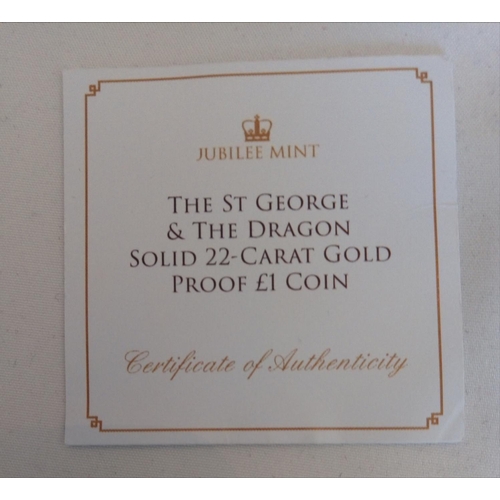 JUBILEE MINT
THE ST GEORGE
& THE DRAGON
SOLID 22-CARAT GOLD
PROOF £1 COIN
Certificate of Authenticity